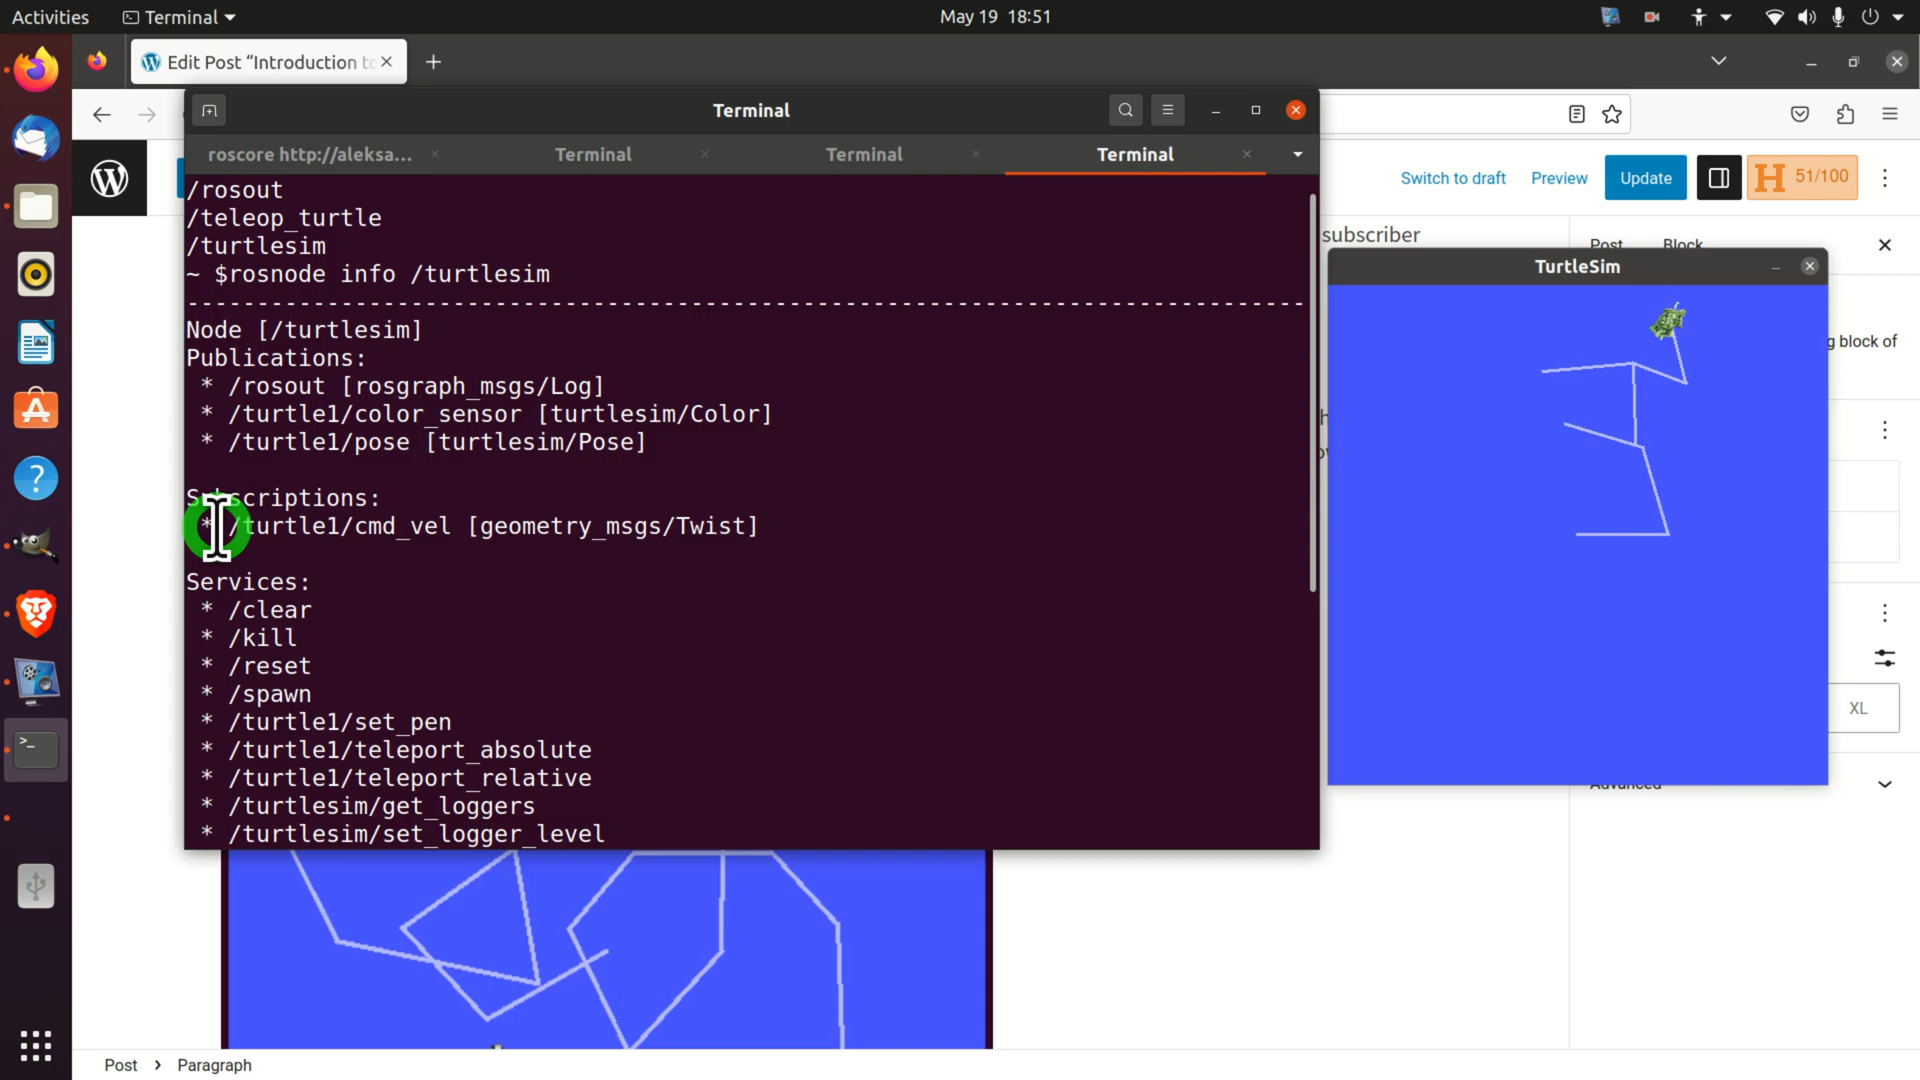 Activities
Terminal
May 19 18:51
Edit Post “Introduction to
Terminal
roscore http://aleksa...
Terminal
Terminal
Terminal
/rosout
/teleop_turtle
/turtlesim
~ $rosnode info /turtlesim
--------------------------------------------------------------------------------
Node [/turtlesim]
Publications:
* /rosout [rosgraph_msgs/Log]
* /turtle1/color_sensor [turtlesim/Color]
* /turtle1/pose [turtlesim/Pose]
Subscriptions:
* /turtle1/cmd_vel [geometry_msgs/Twist]
Services:
* /clear
* /kill
* /reset
* /spawn
* /turtle1/set_pen
* /turtle1/teleport_absolute
* /turtle1/teleport_relative
* /turtlesim/get_loggers
* /turtlesim/set_logger_level
Switch to draft
Preview
Update
H 51/100
subscriber
Post
Block
TurtleSim
g block of
XL
Advanced
Post > Paragraph